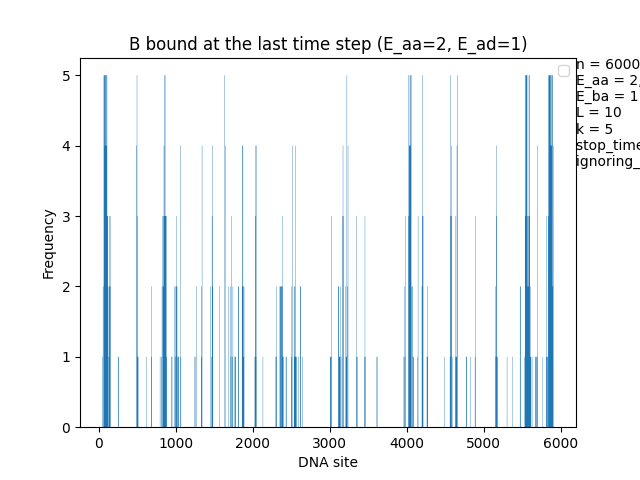 B bound at the last time step (E_aa=2, E_ad=1)
n = 6000
E_aa = 2,
E_ba = 1
L = 10
k = 5
stop_time
ignoring_
5
4
3
2
1
0
Frequency
0 1000 2000 3000 4000 5000 6000
DNA site